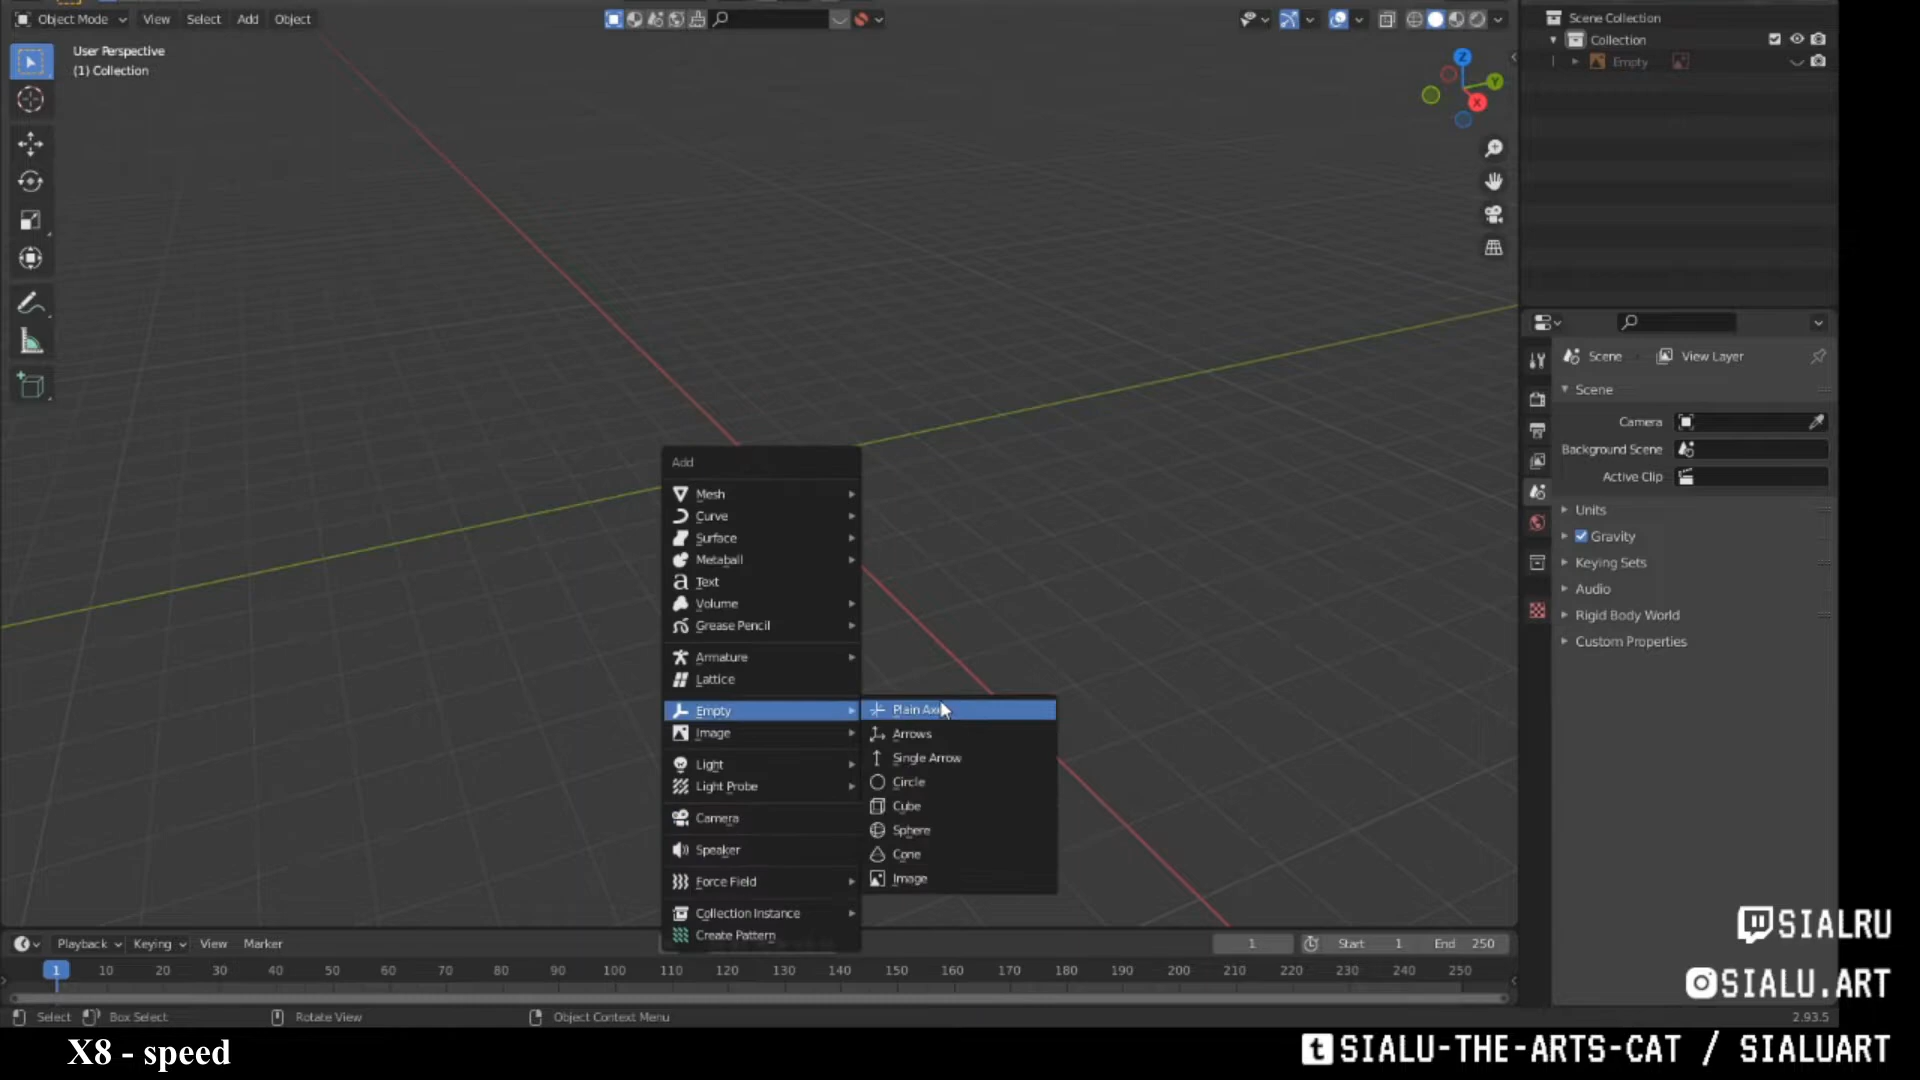 Object Mode View Select Add Object
User Perspective
(1) Collection
Z
Y
X
Scene Collection
Collection
Empty
Scene View Layer
Scene
Camera
Background Scene
Active Clip
Units
Gravity
Keying Sets
Audio
Rigid Body World
Custom Properties
Add
Mesh
Curve
Surface
Metaball
Text
Volume
Grease Pencil
Armature
Lattice
Empty
Image
Light
Light Probe
Camera
Speaker
Force Field
Collection Instance
Create Pattern
Plain
Arrows
Single Arrow
Circle
Cube
Sphere
Cone
Image
Playback Keying View Marker
1 Start 1 End 250
1 10 20 30 40 50 60 70 80 90 100 110 120 130 140 150 160 170 180 190 200 210 220 230 240 250
Select Box Select Rotate View Object Context Menu
2.93.5
SIALRU
SIALU.ART
SIALU-THE-ARTS-CAT / SIALUART
X8 - speed